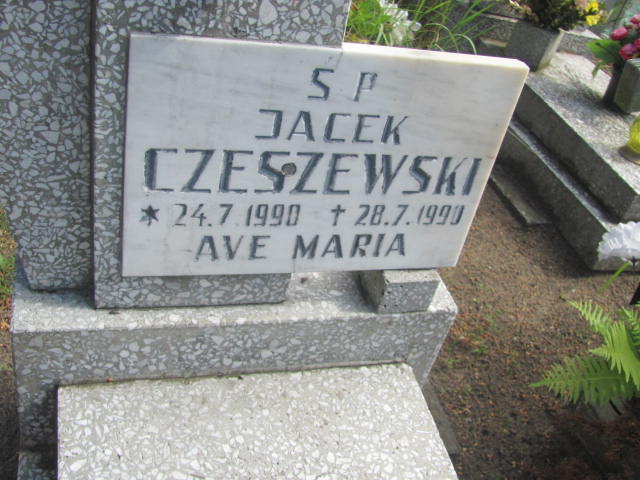 S P
JACEK
CZESZEWSKI
* 24.7.1990 † 28.7.1990
AVE MARIA